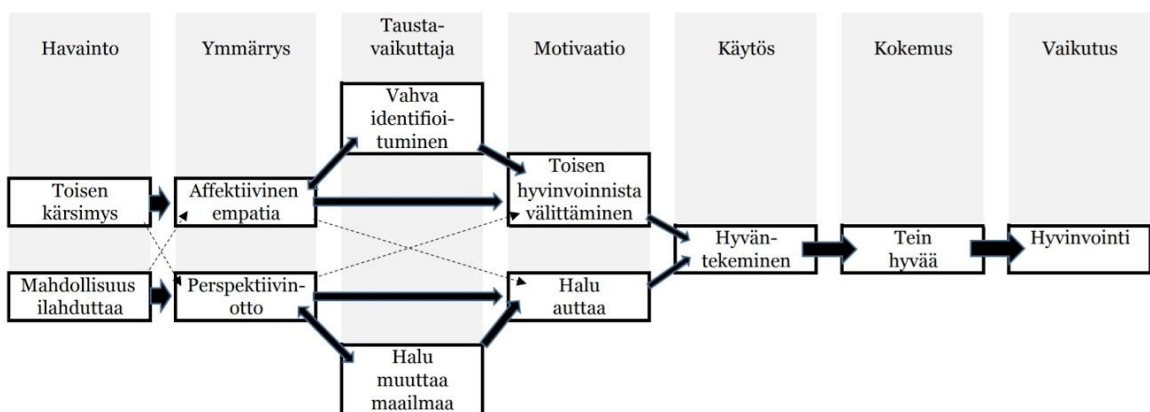 Havainto
Ymmärrys
Tausta-
vaikuttaja
Motivaatio
Käytös
Kokemus
Vaikutus
Vahva
identifioi-
tuminen
Toisen
kärsimys
Affektiivinen
empatia
Toisen
hyvinvoinnista
välittäminen
Hyvän-
tekeminen
Tein
hyvää
Hyvinvointi
Mahdollisuus
ilahduttaa
Perspektiivin-
otto
Halu
auttaa
Halu
muuttaa
maailmaa